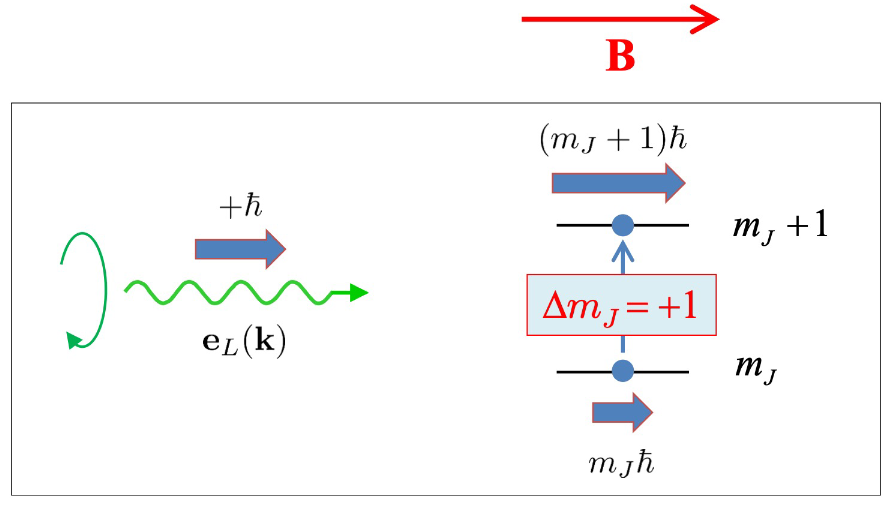 B
(m_J + 1)ħ
+ħ
m_J +1
Δm_J = +1
e_L(k)
m_J
m_Jħ